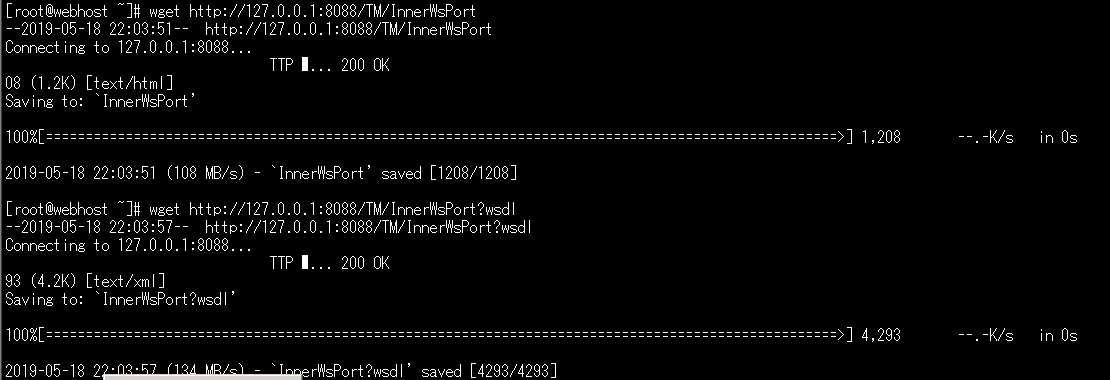 [root@webhost ~]# wget http://127.0.0.1:8088/TM/InnerWsPort
--2019-05-18 22:03:51-- http://127.0.0.1:8088/TM/InnerWsPort
Connecting to 127.0.0.1:8088...
TTP ... 200 OK
08 (1.2K) [text/html]
Saving to: `InnerWsPort'
100%[===================================================================================================>] 1,208 --.-K/s in 0s
2019-05-18 22:03:51 (108 MB/s) - `InnerWsPort' saved [1208/1208]
[root@webhost ~]# wget http://127.0.0.1:8088/TM/InnerWsPort?wsdl
--2019-05-18 22:03:57-- http://127.0.0.1:8088/TM/InnerWsPort?wsdl
Connecting to 127.0.0.1:8088...
TTP ... 200 OK
93 (4.2K) [text/xml]
Saving to: `InnerWsPort?wsdl'
100%[===================================================================================================>] 4,293 --.-K/s in 0s
2019-05-18 22:03:57 (134 MB/s) - `InnerWsPort?wsdl' saved [4293/4293]